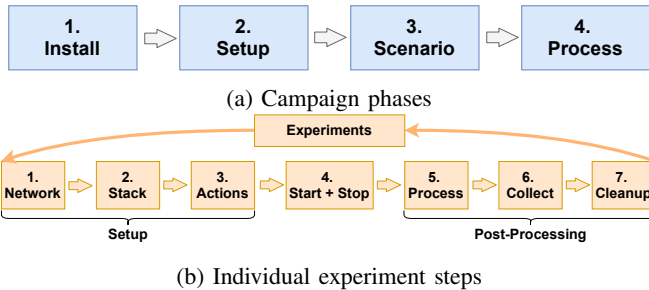 1. 2. 3. 4.
Install Setup Scenario Process
(a) Campaign phases
Experiments
1. 2. 3. 4. 5. 6. 7.
Network Stack Actions Start + Stop Process Collect Cleanup
Setup Post-Processing
(b) Individual experiment steps